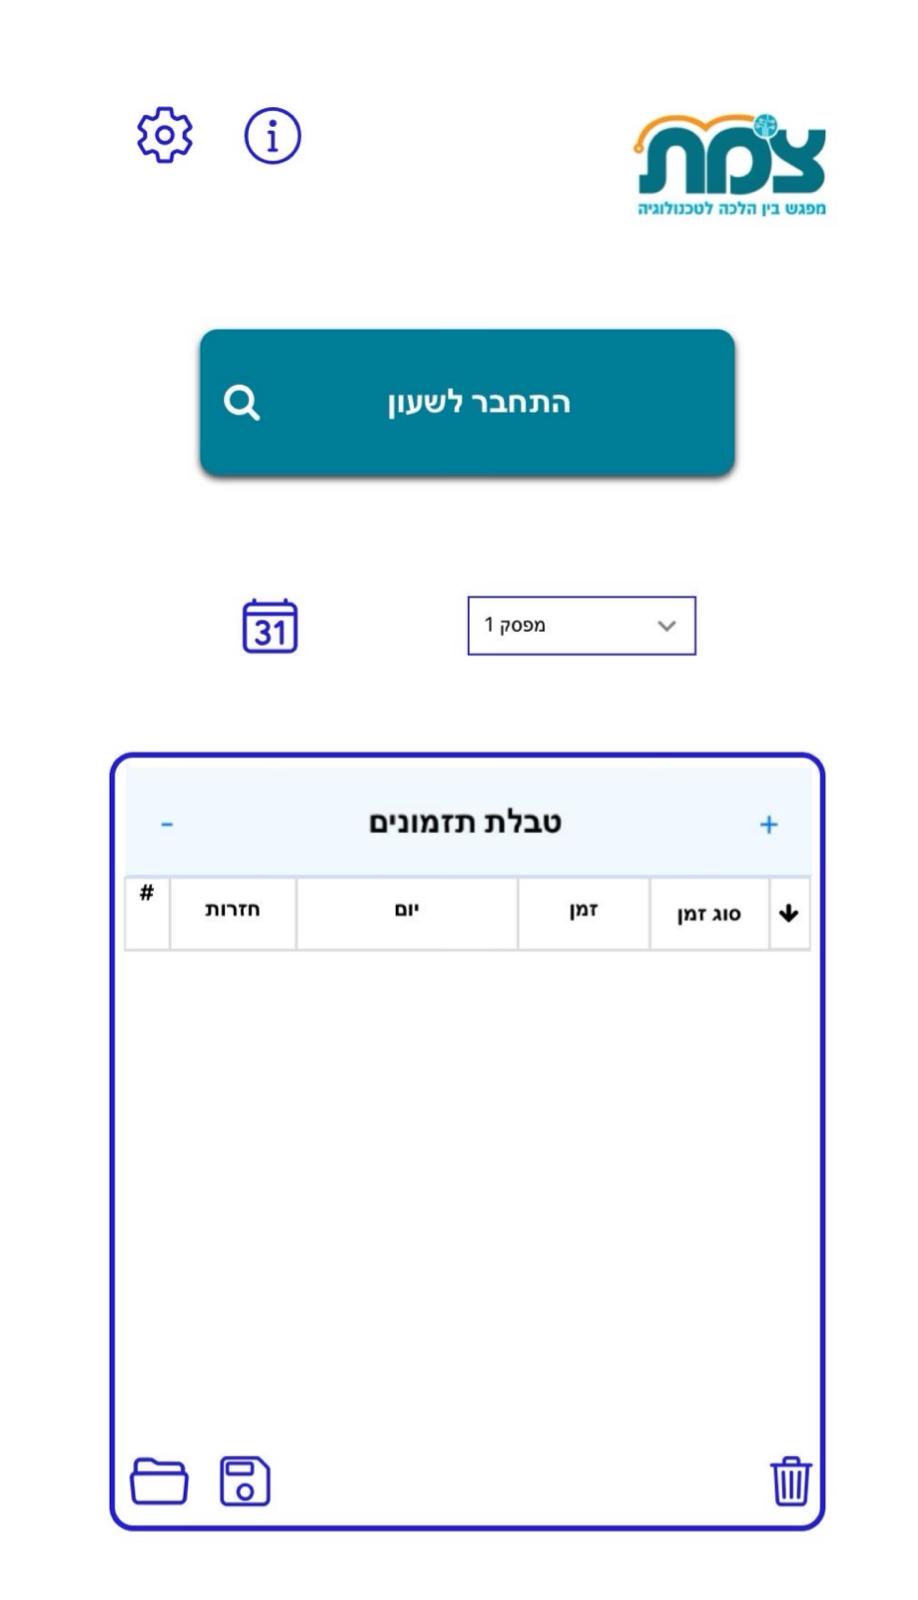 צמת
מפגש בין הלכה לטכנולוגיה
התחבר לשעון
31
מפסק 1
+ טבלת תזמונים -
סוג זמן זמן יום חזרות #